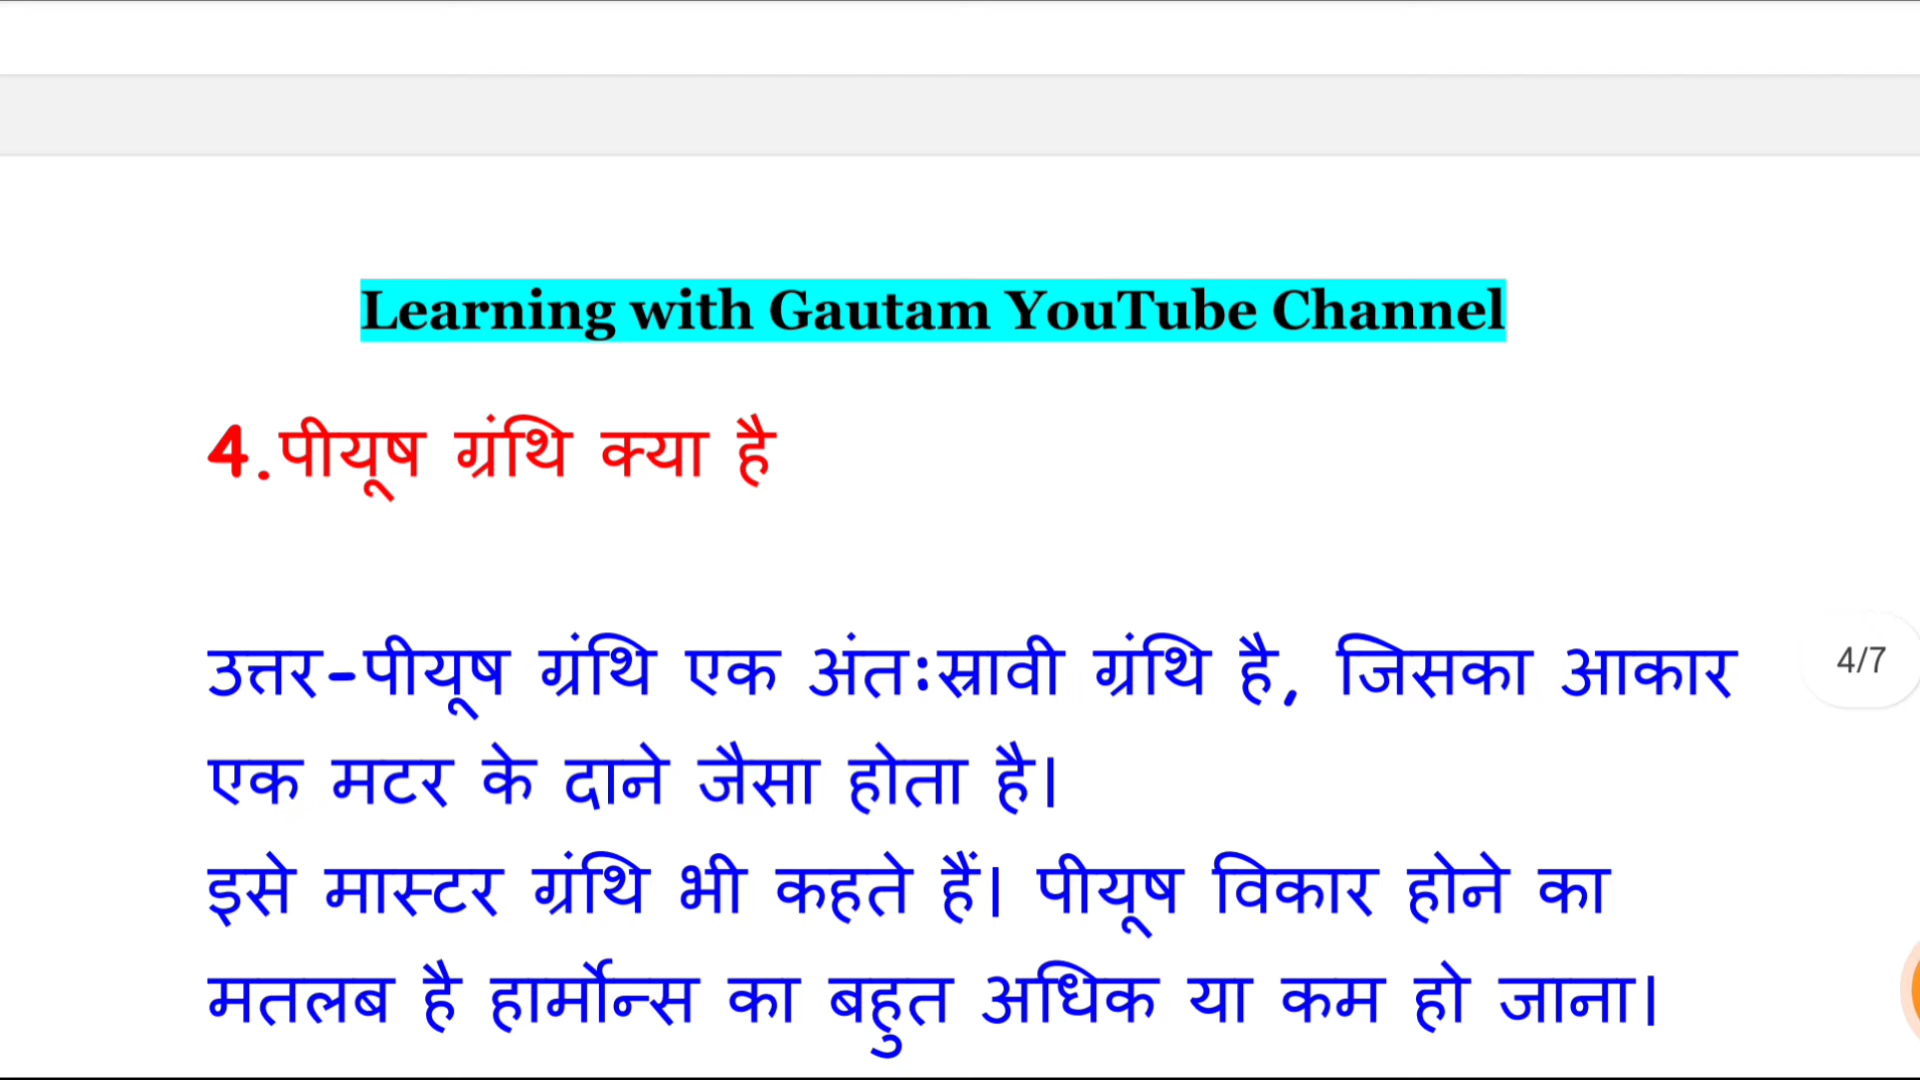 Learning with Gautam YouTube Channel
4.पीयूष ग्रंथि क्या है
उत्तर-पीयूष ग्रंथि एक अंतःस्रावी ग्रंथि है, जिसका आकार
4/7
एक मटर के दाने जैसा होता है।
इसे मास्टर ग्रंथि भी कहते हैं। पीयूष विकार होने का
मतलब है हार्मोन्स का बहुत अधिक या कम हो जाना।